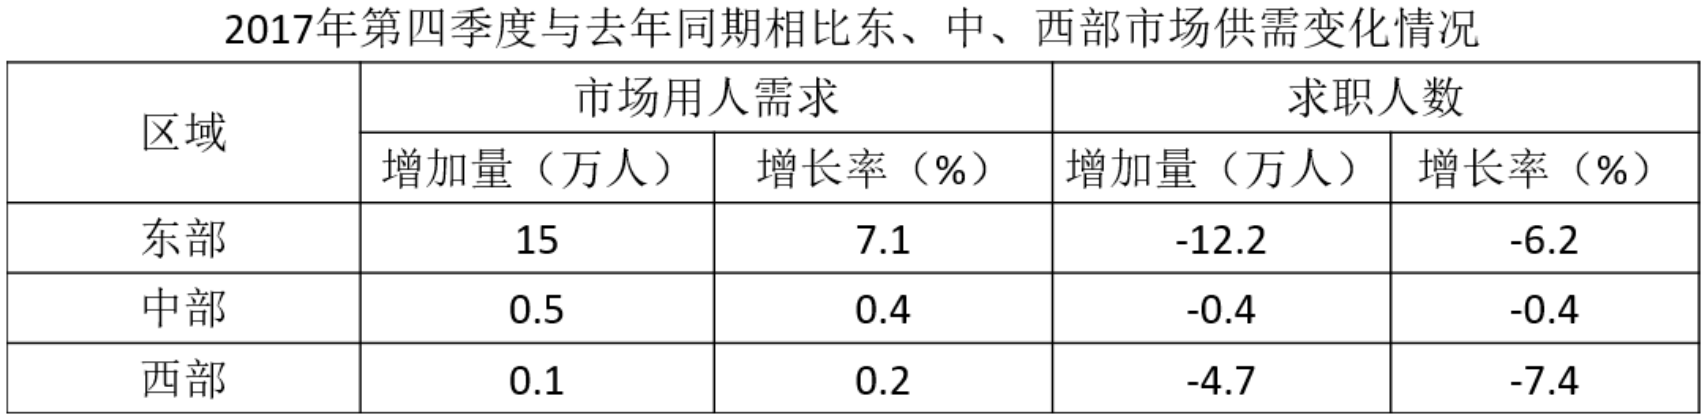 2017年第四季度与去年同期相比东、中、西部市场供需变化情况
区域 市场用人需求 求职人数
增加量（万人） 增长率（%） 增加量（万人） 增长率（%）
东部 15 7.1 -12.2 -6.2
中部 0.5 0.4 -0.4 -0.4
西部 0.1 0.2 -4.7 -7.4